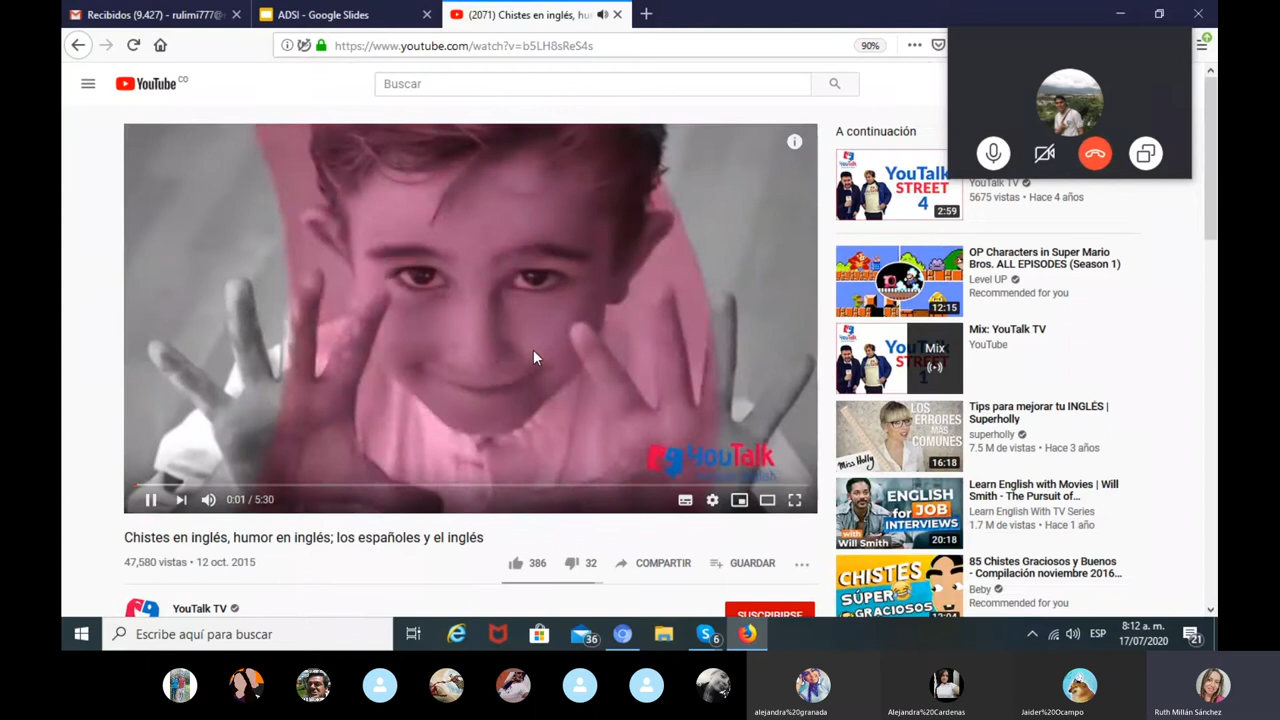 Recibidos (9.427) - rulimi777@
ADSI - Google Slides
(2071) Chistes en inglés, hu
https://www.youtube.com/watch?v=b5LH8sReS4s
90%
YouTube CO
Buscar
YouTalk
0:01 / 5:30
Chistes en inglés, humor en inglés; los españoles y el inglés
47,580 vistas • 12 oct. 2015
386
32
COMPARTIR
GUARDAR
YouTalk TV
SUSCRIBIRSE
A continuación
YouTalk
STREET
4
2:59
YouTalk TV
5675 vistas • Hace 4 años
12:15
OP Characters in Super Mario
Bros. ALL EPISODES (Season 1)
Level UP
Recommended for you
STREET
1
Mix
Mix: YouTalk TV
YouTube
LOS
ERRORES
MÁS
COMUNES
Miss Holly
16:18
Tips para mejorar tu INGLÉS |
Superholly
superholly
7.5 M de vistas • Hace 3 años
ENGLISH
for JOB
INTERVIEWS
with
Will Smith
20:18
Learn English with Movies | Will
Smith - The Pursuit of...
Learn English With TV Series
1.7 M de vistas • Hace 1 año
CHISTES
SÚPER
GRACIOSOS
12:04
85 Chistes Graciosos y Buenos
- Compilación noviembre 2016...
Beby
Recommended for you
Escribe aquí para buscar
36
6
ESP
8:12 a. m.
17/07/2020
21
alejandra%20granada
Alejandra%20Cardenas
Jaider%20Ocampo
Ruth Millán Sánchez